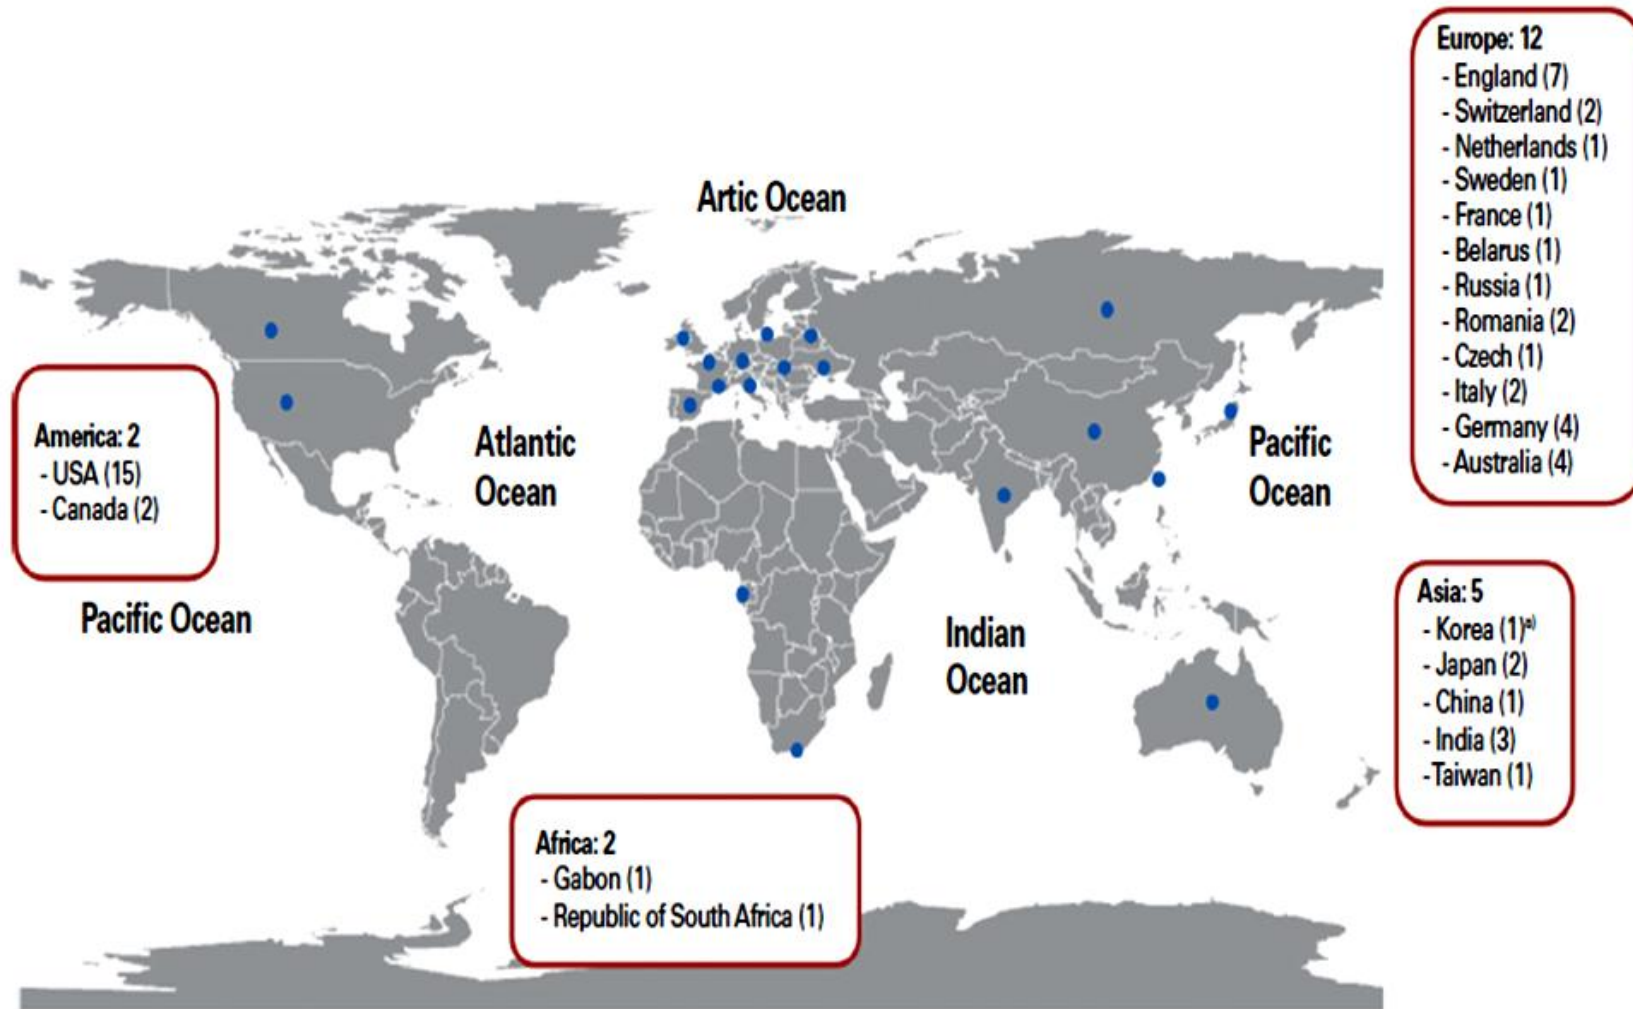 Europe: 12
- England (7)
- Switzerland (2)
- Netherlands (1)
- Sweden (1)
- France (1)
- Belarus (1)
- Russia (1)
- Romania (2)
- Czech (1)
- Italy (2)
- Germany (4)
- Australia (4)
Artic Ocean
America: 2
- USA (15)
- Canada (2)
Atlantic
Ocean
Pacific
Ocean
Pacific Ocean
Indian
Ocean
Asia: 5
- Korea (1)ᵃ⁾
- Japan (2)
- China (1)
- India (3)
-Taiwan (1)
Africa: 2
- Gabon (1)
- Republic of South Africa (1)